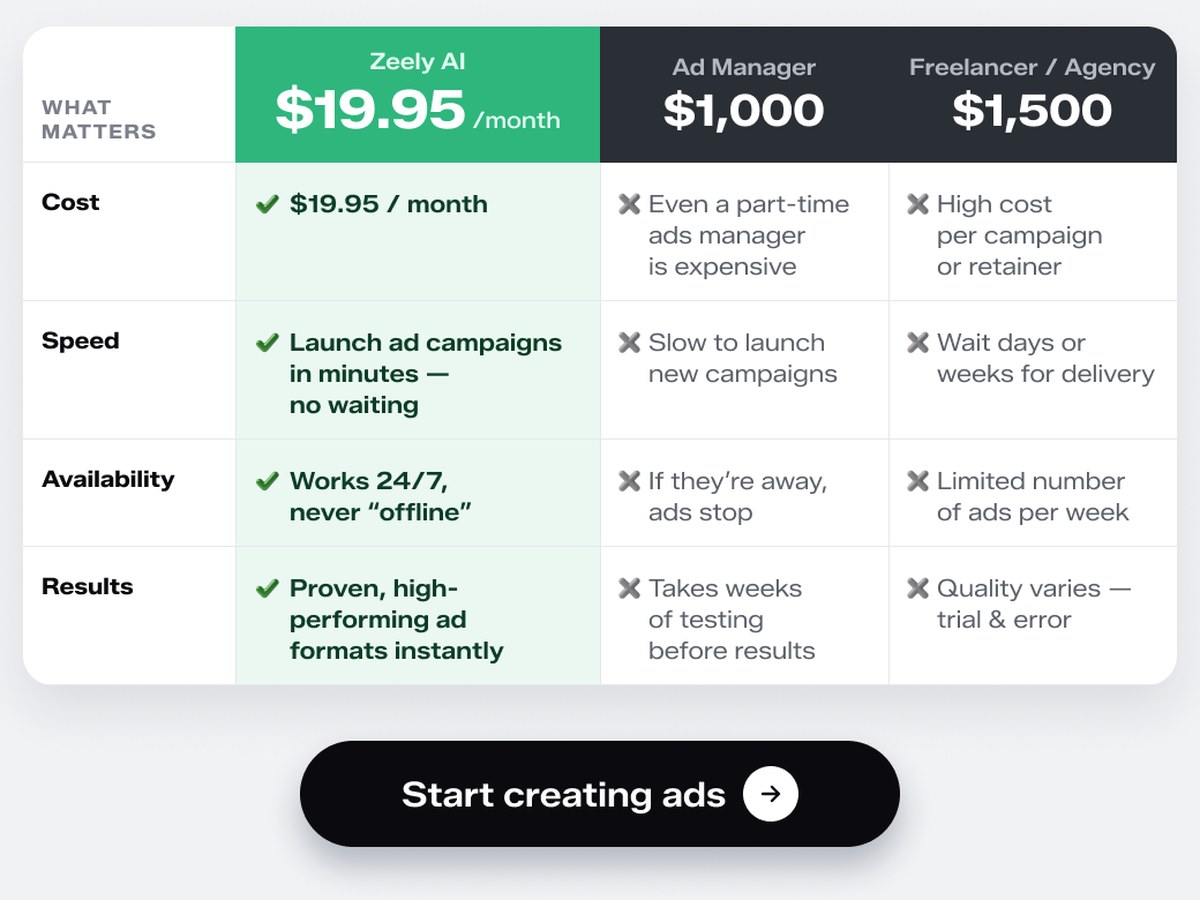 WHAT
MATTERS
Zeely AI
$19.95 /month
Ad Manager
$1,000
Freelancer / Agency
$1,500
Cost
$19.95 / month
Even a part-time
ads manager
is expensive
High cost
per campaign
or retainer
Speed
Launch ad campaigns
in minutes —
no waiting
Slow to launch
new campaigns
Wait days or
weeks for delivery
Availability
Works 24/7,
never “offline”
If they’re away,
ads stop
Limited number
of ads per week
Results
Proven, high-
performing ad
formats instantly
Takes weeks
of testing
before results
Quality varies —
trial & error
Start creating ads